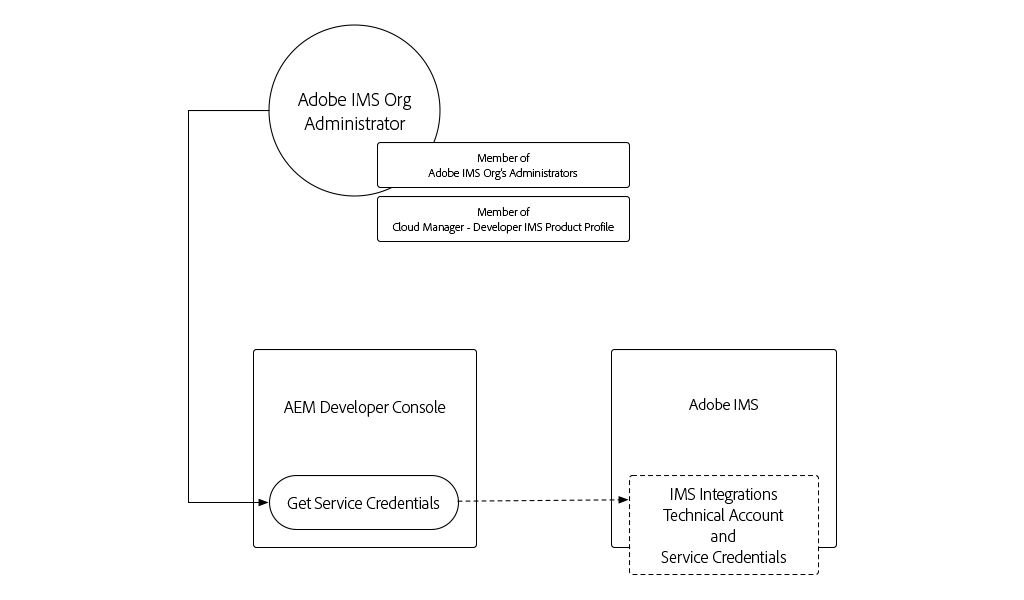 Adobe IMS Org
Administrator
Member of
Adobe IMS Org's Administrators
Member of
Cloud Manager - Developer IMS Product Profile
AEM Developer Console
Adobe IMS
Get Service Credentials
IMS Integrations
Technical Account
and
Service Credentials